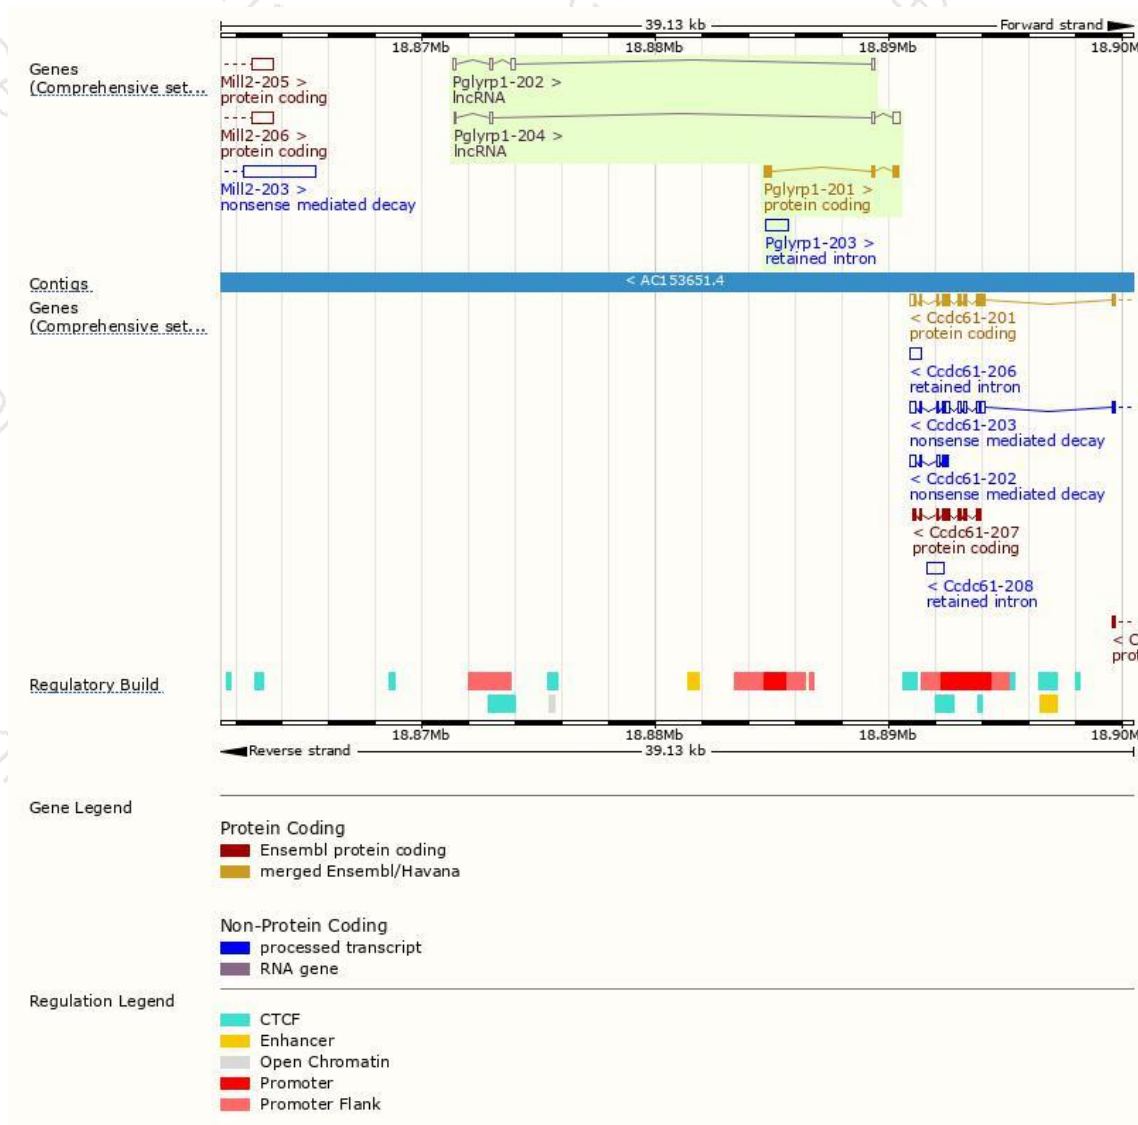 39.13 kb Forward strand
18.87Mb 18.88Mb 18.89Mb 18.90M
Genes
(Comprehensive set...
Mill2-205 >
protein coding
Pglyrp1-202 >
lncRNA
Mill2-206 >
protein coding
Pglyrp1-204 >
lncRNA
Mill2-203 >
nonsense mediated decay
Pglyrp1-201 >
protein coding
Pglyrp1-203 >
retained intron
Contigs
< AC153651.4
Genes
(Comprehensive set...
< Ccdc61-201
protein coding
< Ccdc61-206
retained intron
< Ccdc61-203
nonsense mediated decay
< Ccdc61-202
nonsense mediated decay
< Ccdc61-207
protein coding
< Ccdc61-208
retained intron
< C
prot
Regulatory Build
18.87Mb 18.88Mb 18.89Mb 18.90M
Reverse strand 39.13 kb
Gene Legend
Protein Coding
Ensembl protein coding
merged Ensembl/Havana
Non-Protein Coding
processed transcript
RNA gene
Regulation Legend
CTCF
Enhancer
Open Chromatin
Promoter
Promoter Flank